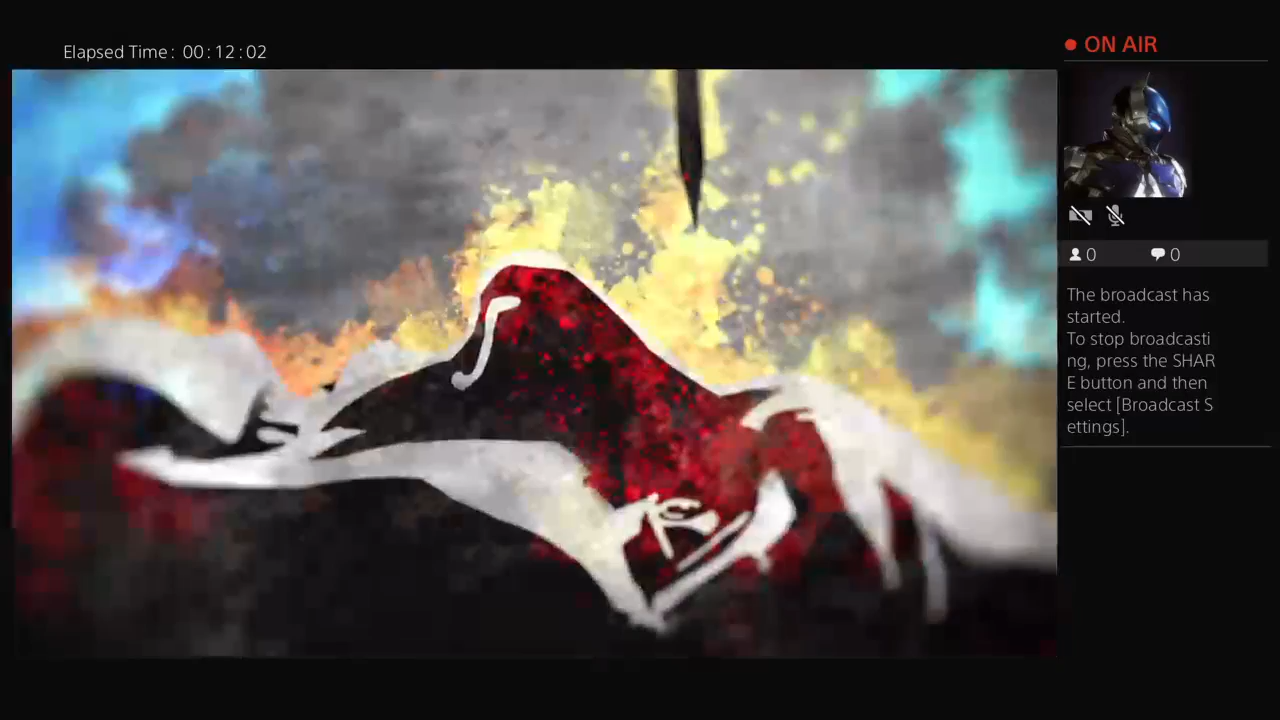 Elapsed Time: 00:12:02
ON AIR
0 0
The broadcast has
started.
To stop broadcasti
ng, press the SHAR
E button and then
select [Broadcast S
ettings].